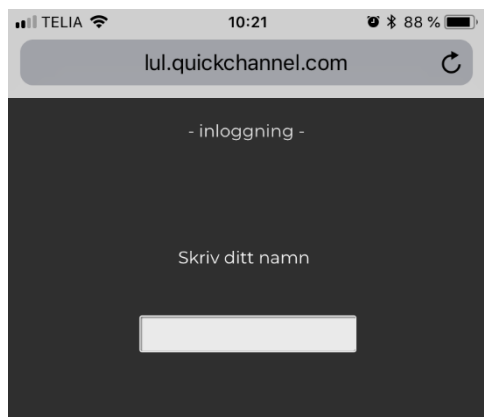 TELIA 10:21 88 %
lul.quickchannel.com
- inloggning -
Skriv ditt namn